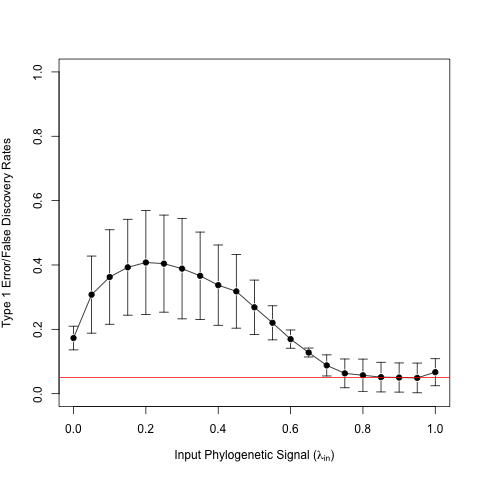 Type 1 Error/False Discovery Rates
1.0
0.8
0.6
0.4
0.2
0.0
0.0 0.2 0.4 0.6 0.8 1.0
Input Phylogenetic Signal (λin)